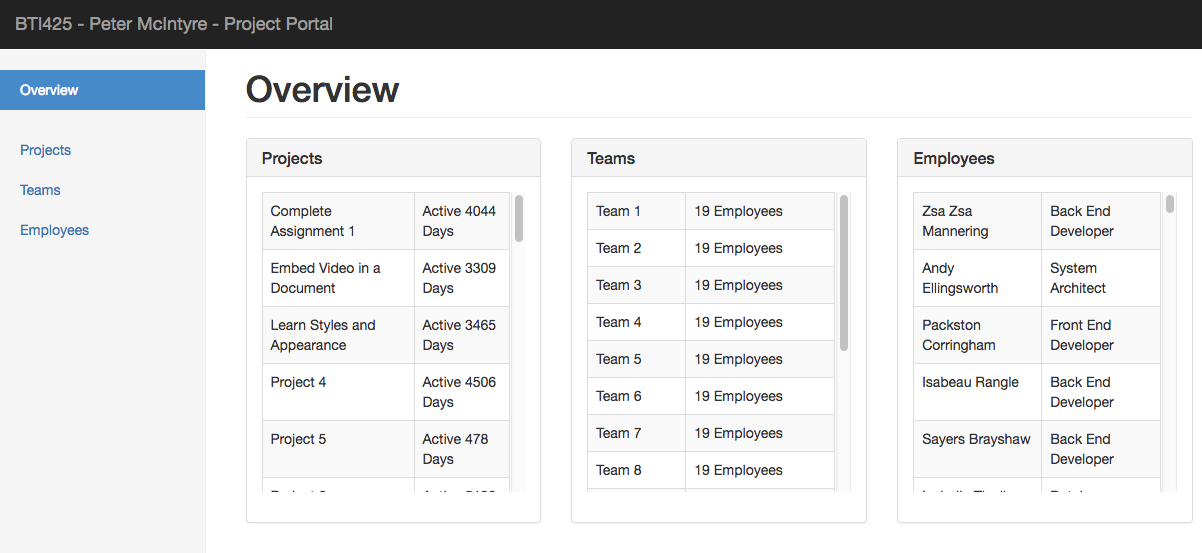 BTI425 - Peter McIntyre - Project Portal
Overview
Projects
Teams
Employees
Overview
Projects
Complete Active 4044
Assignment 1 Days
Embed Video in a Active 3309
Document Days
Learn Styles and Active 3465
Appearance Days
Project 4 Active 4506
Days
Project 5 Active 478
Days
Teams
Team 1 19 Employees
Team 2 19 Employees
Team 3 19 Employees
Team 4 19 Employees
Team 5 19 Employees
Team 6 19 Employees
Team 7 19 Employees
Team 8 19 Employees
Employees
Zsa Zsa Back End
Mannering Developer
Andy System
Ellingsworth Architect
Packston Front End
Corringham Developer
Isabeau Rangle Back End
Developer
Sayers Brayshaw Back End
Developer